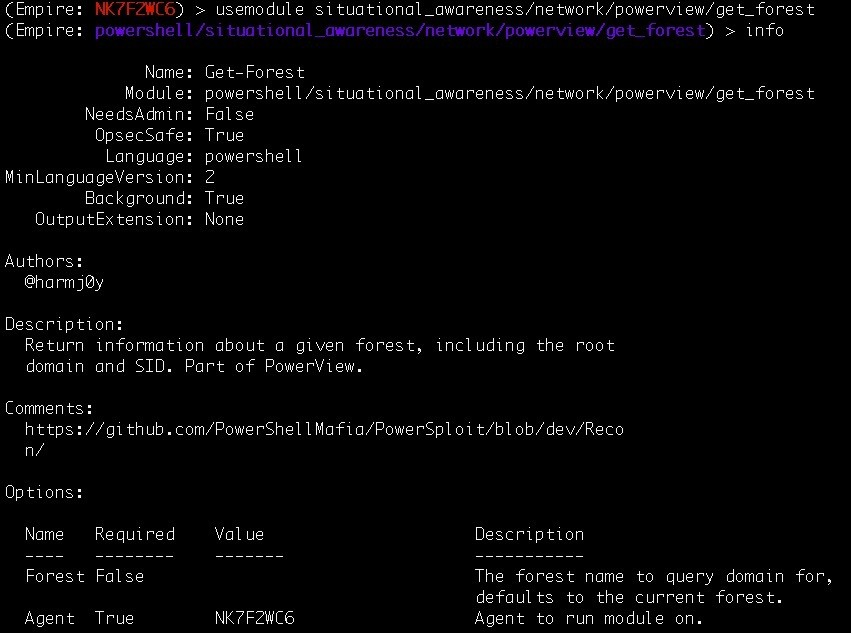 (Empire: NK7F2WC6) > usemodule situational_awareness/network/powerview/get_forest
(Empire: powershell/situational_awareness/network/powerview/get_forest) > info
Name: Get-Forest
Module: powershell/situational_awareness/network/powerview/get_forest
NeedsAdmin: False
OpsecSafe: True
Language: powershell
MinLanguageVersion: 2
Background: True
OutputExtension: None
Authors:
@harmj0y
Description:
Return information about a given forest, including the root
domain and SID. Part of PowerView.
Comments:
https://github.com/PowerShellMafia/PowerSploit/blob/dev/Reco
n/
Options:
Name Required Value Description
---- -------- ------- -----------
Forest False The forest name to query domain for,
defaults to the current forest.
Agent True NK7F2WC6 Agent to run module on.